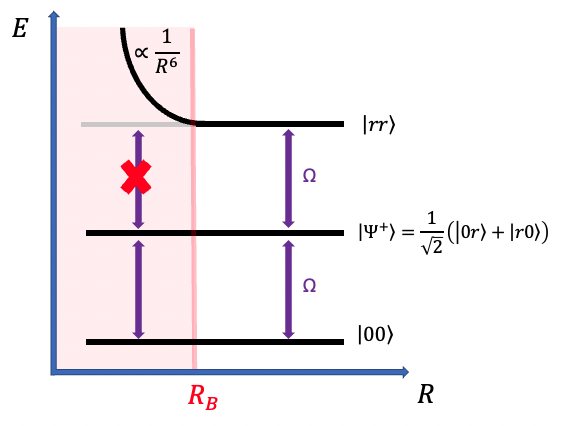 E
∝ 1/R⁶
|rr⟩
Ω
|Ψ⁺⟩ = 1/√2 (|0r⟩ + |r0⟩)
Ω
|00⟩
R_B
R